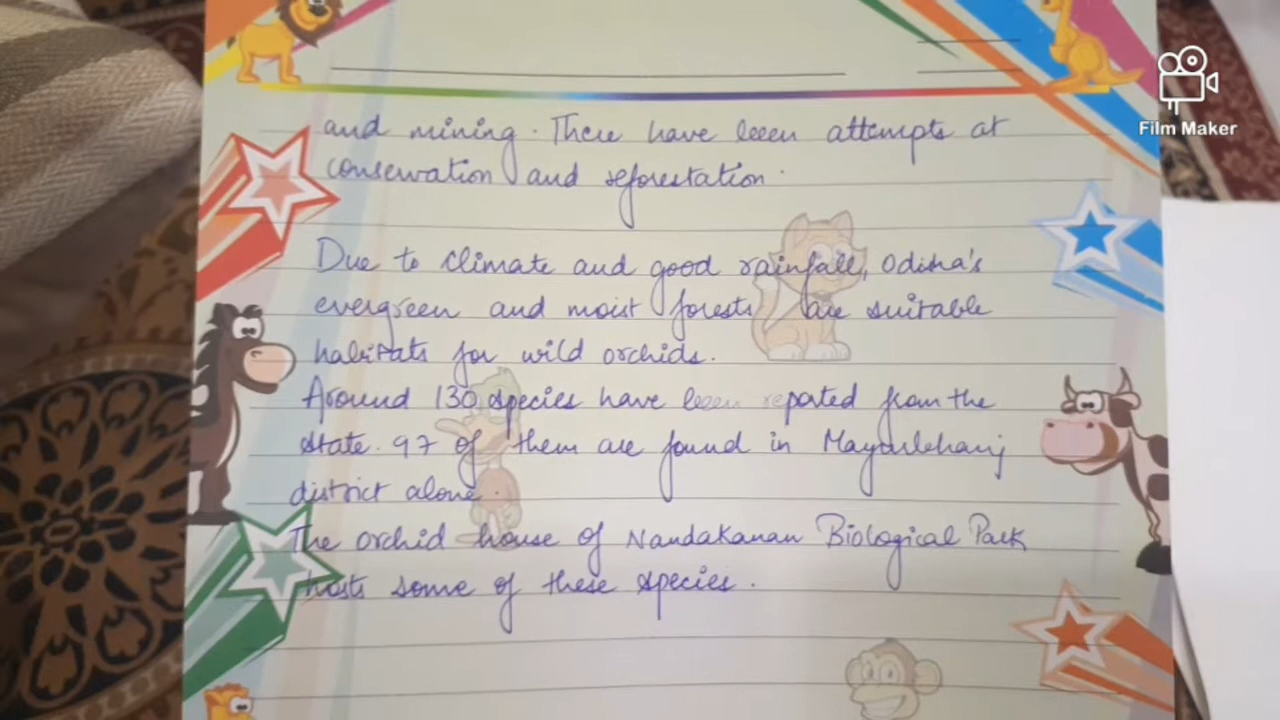 and mining. There have been attempts at
conservation and reforestation.
Due to climate and good rainfall, Odisha's
evergreen and moist forests are suitable
habitats for wild orchids.
Around 130 species have been reported from the
state. 97 of them are found in Mayurbhanj
district alone.
The orchid house of Nandakanan Biological Park
hosts some of these species.
Film Maker